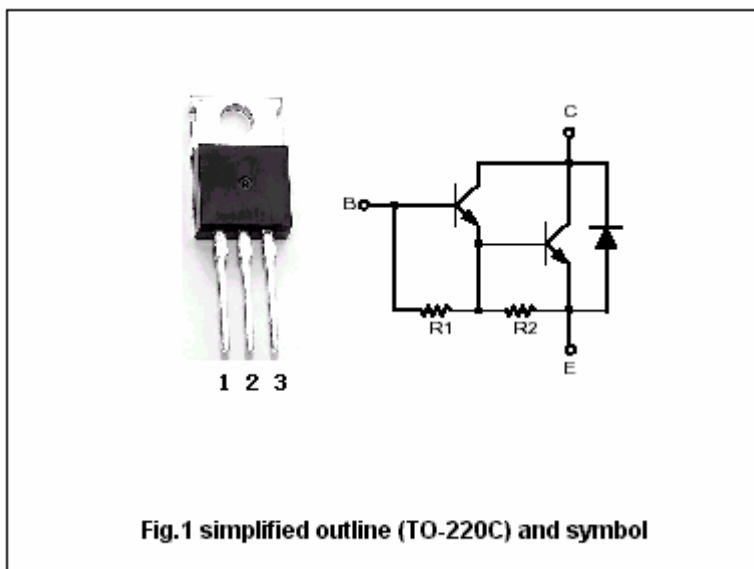 C
B
R1
R2
E
1 2 3
Fig.1 simplified outline (TO-220C) and symbol